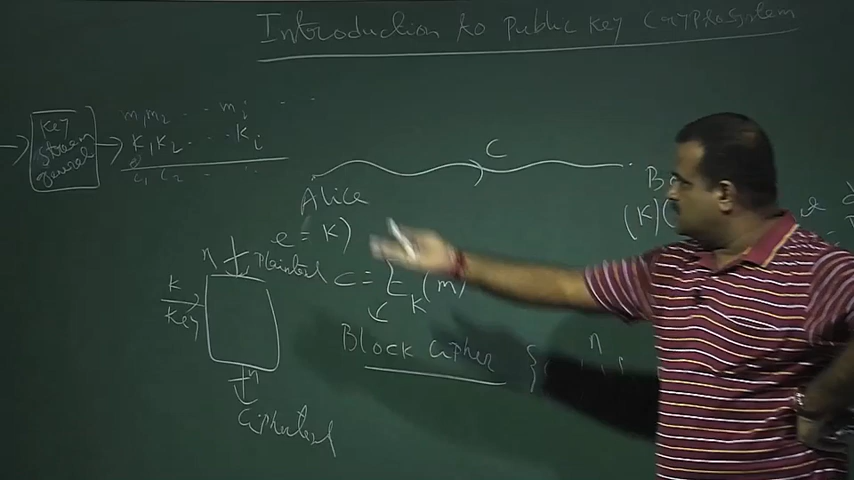 Introduction to Public Key Cryptosystem
m₁ m₂ . . . mᵢ . . .
Key
Stream
K₁ K₂ . . . Kᵢ
⊕
C₁ C₂ . . . .
C
Alice
e = K)
(K)
n
Plaintext
K
Key
C = E_K (m)
Block Cipher {
n
n
Ciphertext